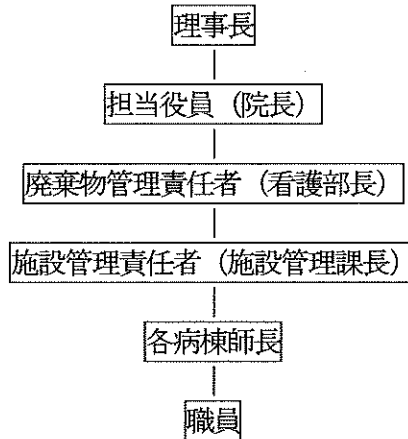 理事長
担当役員（院長）
廃棄物管理責任者（看護部長）
施設管理責任者（施設管理課長）
各病棟師長
職員